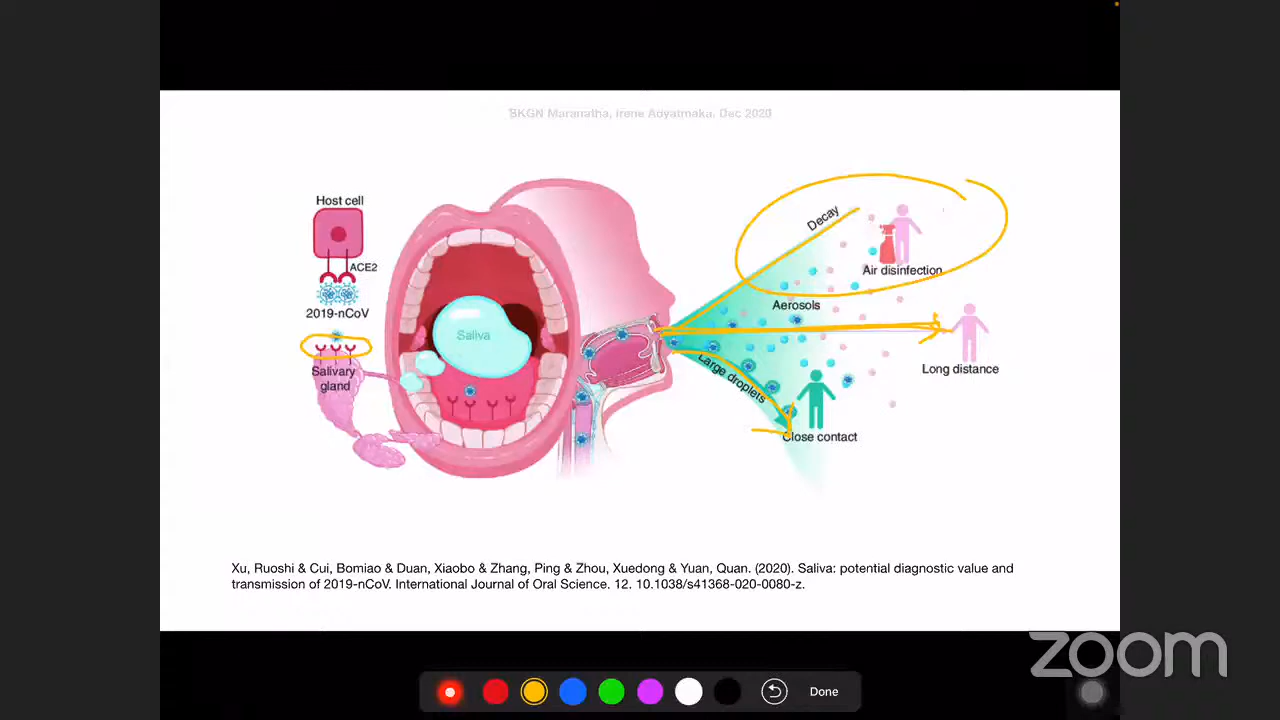 BKGN Maranatha, Irene Adyatmaka, Dec 2020
Host cell
ACE2
2019-nCoV
Salivary
gland
Saliva
Decay
Air disinfection
Aerosols
Long distance
Large droplets
Close contact
Xu, Ruoshi & Cui, Bomiao & Duan, Xiaobo & Zhang, Ping & Zhou, Xuedong & Yuan, Quan. (2020). Saliva: potential diagnostic value and
transmission of 2019-nCoV. International Journal of Oral Science. 12. 10.1038/s41368-020-0080-z.
zoom
Done